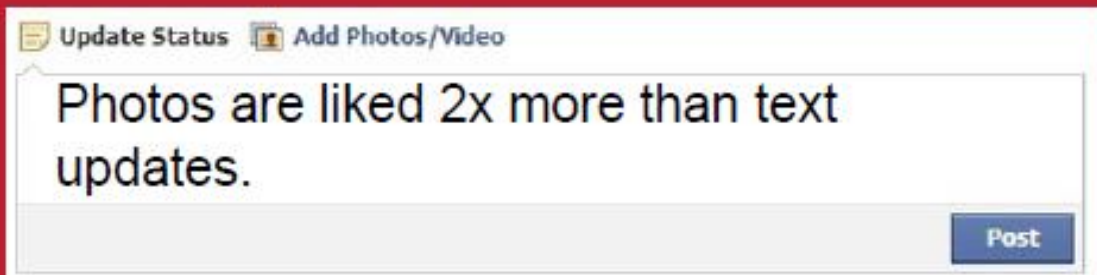 Update Status Add Photos/Video
Photos are liked 2x more than text
updates.
Post